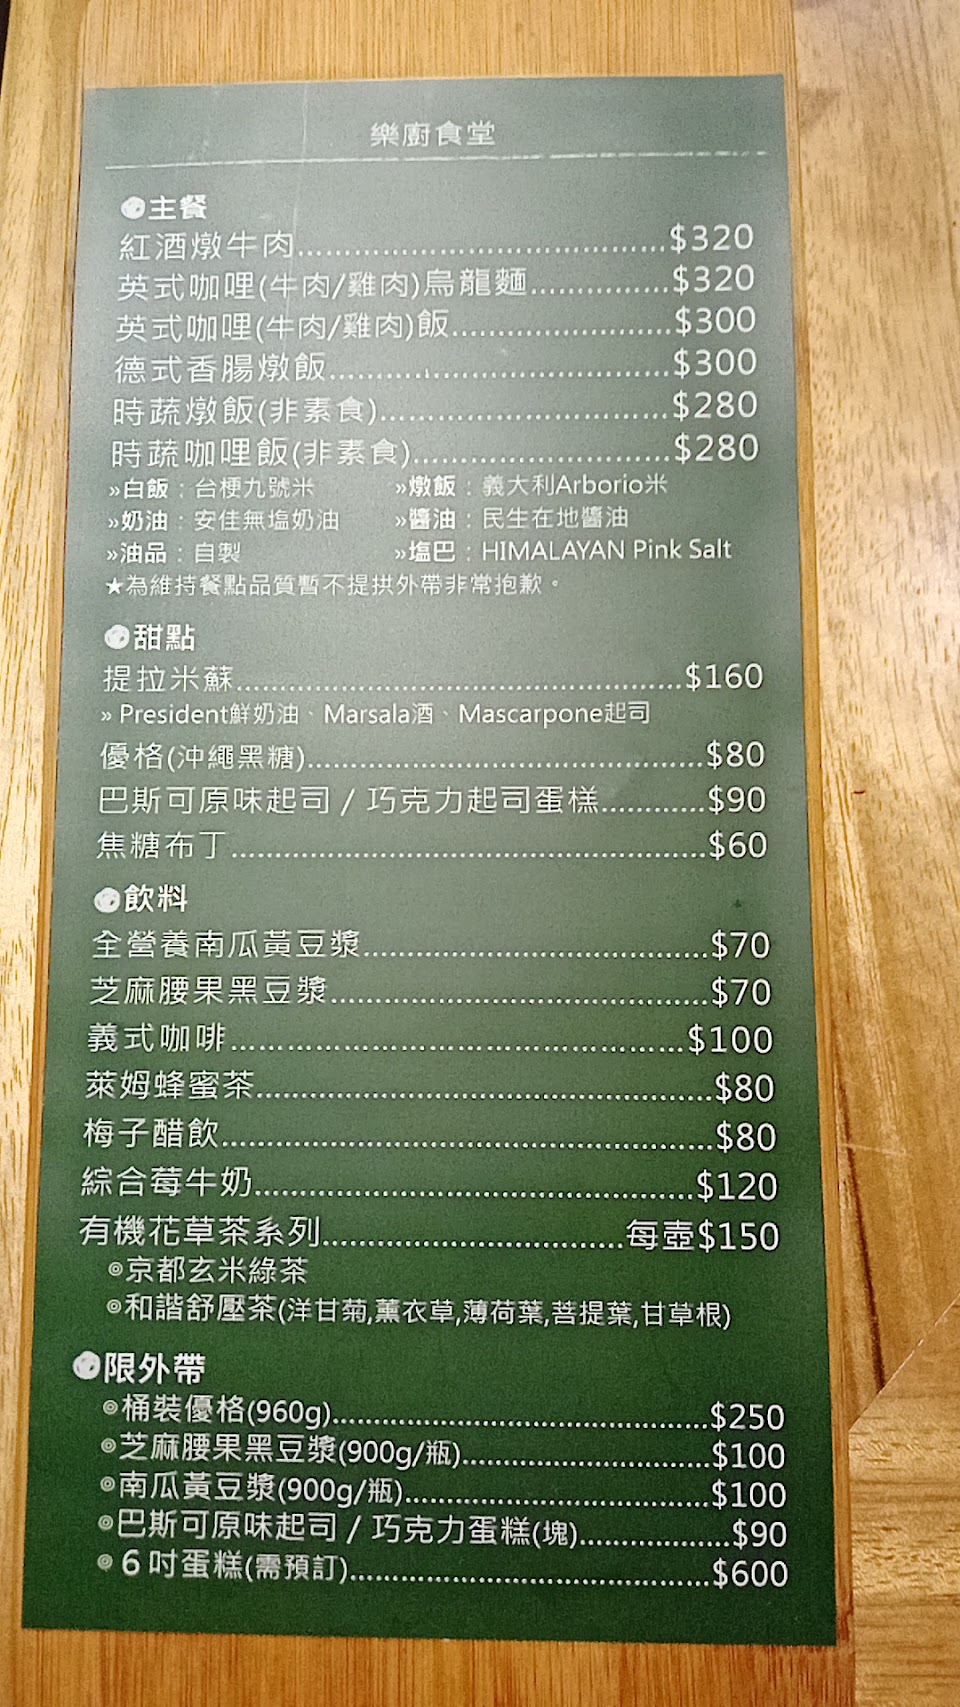 樂廚食堂
主餐
紅酒燉牛肉..............................$320
英式咖哩(牛肉/雞肉)烏龍麵..............$320
英式咖哩(牛肉/雞肉)飯......................$300
德式香腸燉飯..................................$300
時蔬燉飯(非素食)............................$280
時蔬咖哩飯(非素食).........................$280
»白飯：台梗九號米 »燉飯：義大利Arborio米
»奶油：安佳無塩奶油 »醬油：民生在地醬油
»油品：自製 »塩巴：HIMALAYAN Pink Salt
★為維持餐點品質暫不提拱外帶非常抱歉。
甜點
提拉米蘇..........................................$160
» President鮮奶油、Marsala酒、Mascarpone起司
優格(沖繩黑糖)......................................$80
巴斯可原味起司 / 巧克力起司蛋榚..........$90
焦糖布丁..............................................$60
飲料
全營養南瓜黃豆漿.................................$70
芝麻腰果黑豆漿....................................$70
義式咖啡...........................................$100
萊姆蜂蜜茶...........................................$80
梅子醋飲..............................................$80
綜合莓牛奶.........................................$120
有機花草茶系列.............................每壺$150
◎京都玄米綠茶
◎和諧舒壓茶(洋甘菊,薰衣草,薄荷葉,菩提葉,甘草根)
限外帶
◎桶裝優格(960g)....................................$250
◎芝麻腰果黑豆漿(900g/瓶)........................$100
◎南瓜黃豆漿(900g/瓶).............................$100
◎巴斯可原味起司 / 巧克力蛋糕(塊)...............$90
◎6吋蛋糕(需預訂)...................................$600